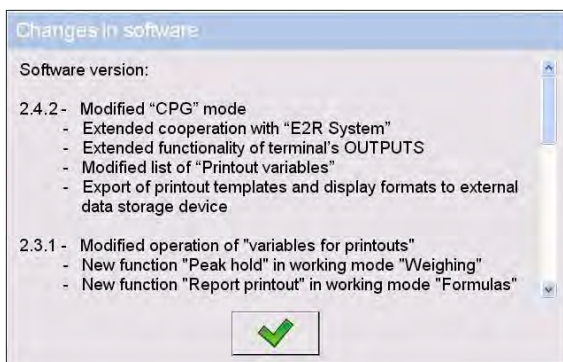 Changes in software
Software version:
2.4.2 - Modified “CPG” mode
- Extended cooperation with “E2R System”
- Extended functionality of terminal’s OUTPUTS
- Modified list of “Printout variables”
- Export of printout templates and display formats to external
data storage device
2.3.1 - Modified operation of "variables for printouts"
- New function "Peak hold" in working mode "Weighing"
- New function "Report printout" in working mode "Formulas"